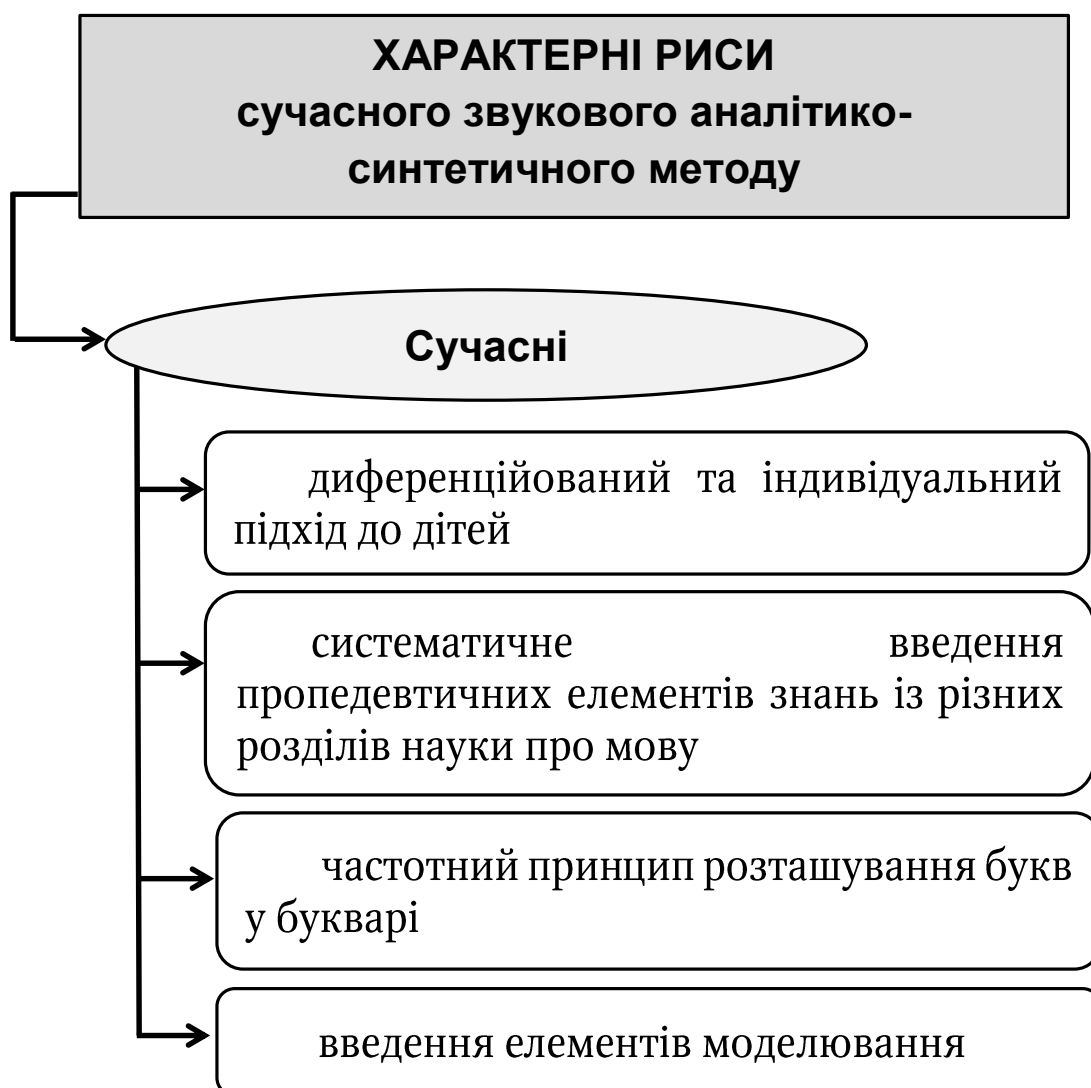 ХАРАКТЕРНІ РИСИ
сучасного звукового аналітико-
синтетичного методу
Сучасні
диференційований та індивідуальний
підхід до дітей
систематичне введення
пропедевтичних елементів знань із різних
розділів науки про мову
частотний принцип розташування букв
у букварі
введення елементів моделювання